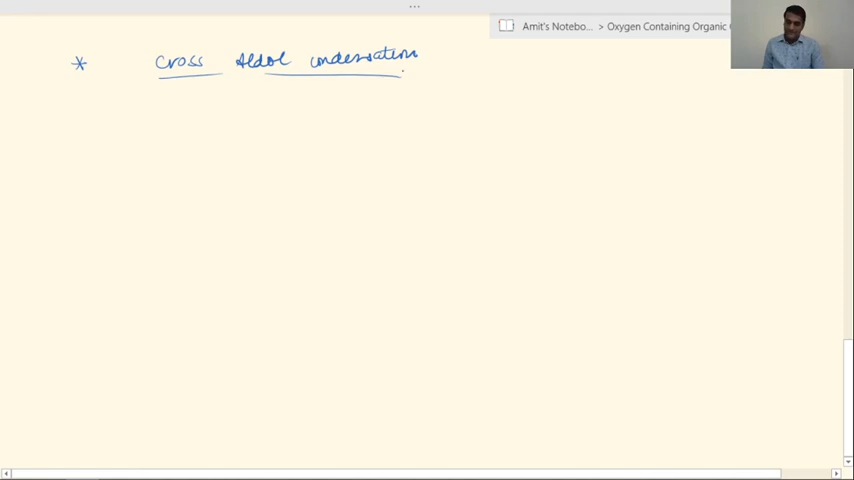 Amit's Notebo... > Oxygen Containing Organic
* cross Aldol condensation